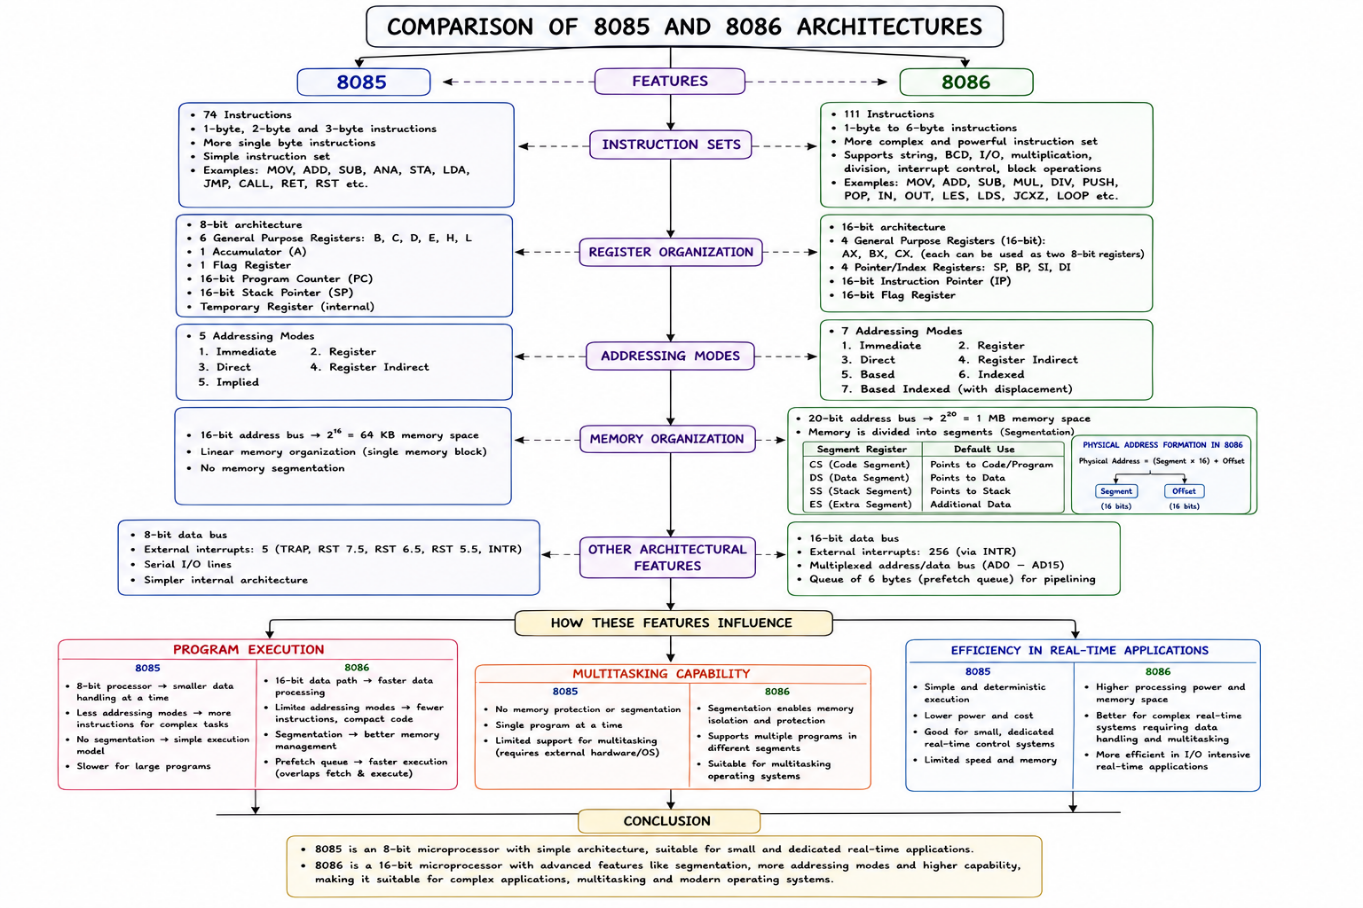 COMPARISON OF 8085 AND 8086 ARCHITECTURES
8085
FEATURES
8086
• 74 Instructions
• 1-byte, 2-byte and 3-byte instructions
• More single byte instructions
• Simple instruction set
• Examples: MOV, ADD, SUB, ANA, STA, LDA,
JMP, CALL, RET, RST etc.
INSTRUCTION SETS
• 111 Instructions
• 1-byte to 6-byte instructions
• More complex and powerful instruction set
• Supports string, BCD, I/O, multiplication,
division, interrupt control, block operations
• Examples: MOV, ADD, SUB, MUL, DIV, PUSH,
POP, IN, OUT, LES, LDS, JCXZ, LOOP etc.
• 8-bit architecture
• 6 General Purpose Registers: B, C, D, E, H, L
• 1 Accumulator (A)
• 1 Flag Register
• 16-bit Program Counter (PC)
• 16-bit Stack Pointer (SP)
• Temporary Register (internal)
REGISTER ORGANIZATION
• 16-bit architecture
• 4 General Purpose Registers (16-bit):
AX, BX, CX. (each can be used as two 8-bit registers)
• 4 Pointer/Index Registers: SP, BP, SI, DI
• 16-bit Instruction Pointer (IP)
• 16-bit Flag Register
• 5 Addressing Modes
1. Immediate 2. Register
3. Direct 4. Register Indirect
5. Implied
ADDRESSING MODES
• 7 Addressing Modes
1. Immediate 2. Register
3. Direct 4. Register Indirect
5. Based 6. Indexed
7. Based Indexed (with displacement)
• 16-bit address bus → 2¹⁶ = 64 KB memory space
• Linear memory organization (single memory block)
• No memory segmentation
MEMORY ORGANIZATION
• 20-bit address bus → 2²⁰ = 1 MB memory space
• Memory is divided into segments (Segmentation)
Segment Register Default Use
CS (Code Segment) Points to Code/Program
DS (Data Segment) Points to Data
SS (Stack Segment) Points to Stack
ES (Extra Segment) Additional Data
PHYSICAL ADDRESS FORMATION IN 8086
Physical Address = (Segment × 16) + Offset
Segment Offset
(16 bits) (16 bits)
• 8-bit data bus
• External interrupts: 5 (TRAP, RST 7.5, RST 6.5, RST 5.5, INTR)
• Serial I/O lines
• Simpler internal architecture
OTHER ARCHITECTURAL
FEATURES
• 16-bit data bus
• External interrupts: 256 (via INTR)
• Multiplexed address/data bus (AD0 – AD15)
• Queue of 6 bytes (prefetch queue) for pipelining
HOW THESE FEATURES INFLUENCE
PROGRAM EXECUTION
8085
• 8-bit processor → smaller data
handling at a time
• Less addressing modes → more
instructions for complex tasks
• No segmentation → simple execution
model
• Slower for large programs
8086
• 16-bit data path → faster data
processing
• Limitee addressing modes → fewer
instructions, compact code
• Segmentation → better memory
management
• Prefetch queue → faster execution
(overlaps fetch & execute)
MULTITASKING CAPABILITY
8085
• No memory protection or segmentation
• Single program at a time
• Limited support for multitasking
(requires external hardware/OS)
8086
• Segmentation enables memory
isolation and protection
• Supports multiple programs in
different segments
• Suitable for multitasking
operating systems
EFFICIENCY IN REAL-TIME APPLICATIONS
8085
• Simple and deterministic
execution
• Lower power and cost
• Good for small, dedicated
real-time control systems
• Limited speed and memory
8086
• Higher processing power and
memory space
• Better for complex real-time
systems requiring data
handling and multitasking
• More efficient in I/O intensive
real-time applications
CONCLUSION
• 8085 is an 8-bit microprocessor with simple architecture, suitable for small and dedicated real-time applications.
• 8086 is a 16-bit microprocessor with advanced features like segmentation, more addressing modes and higher capability,
making it suitable for complex applications, multitasking and modern operating systems.